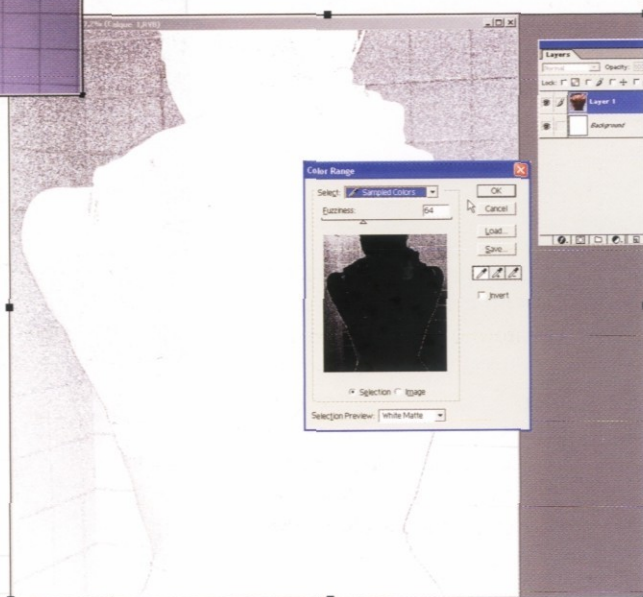 Layers
Opacity:
Lock:
Layer 1
Background
Color Range
Select: Sampled Colors
OK
Fuzziness: 64
Cancel
Load...
Save...
Invert
Selection Image
Selection Preview: White Matte